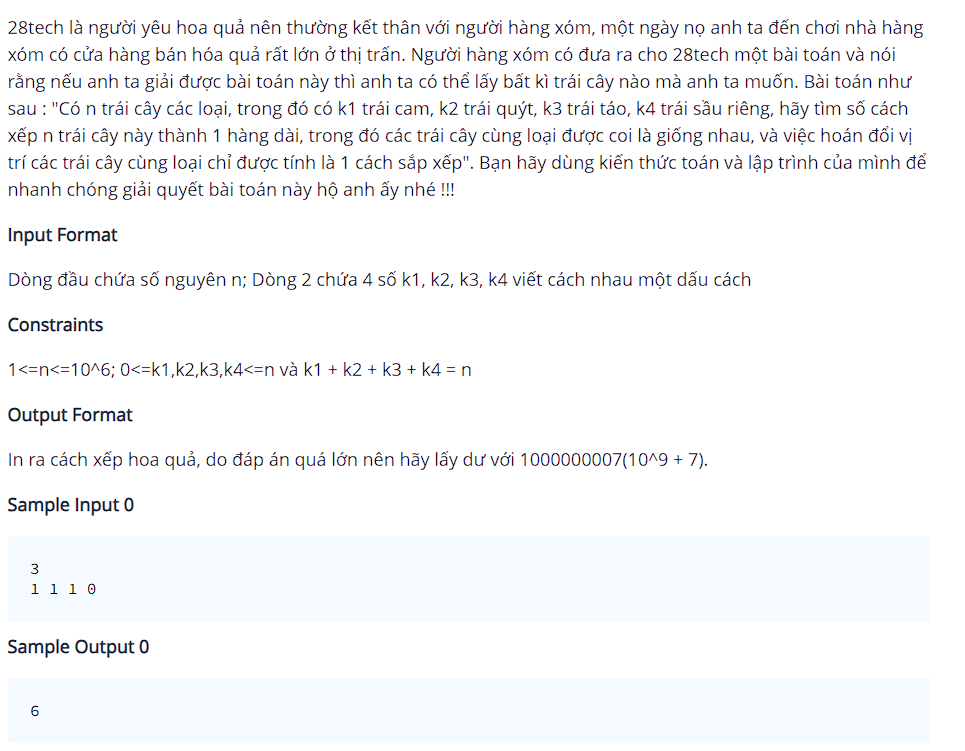 28tech là người yêu hoa quả nên thường kết thân với người hàng xóm, một ngày nọ anh ta đến chơi nhà hàng
xóm có cửa hàng bán hóa quả rất lớn ở thị trấn. Người hàng xóm có đưa ra cho 28tech một bài toán và nói
rằng nếu anh ta giải được bài toán này thì anh ta có thể lấy bất kì trái cây nào mà anh ta muốn. Bài toán như
sau : "Có n trái cây các loại, trong đó có k1 trái cam, k2 trái quýt, k3 trái táo, k4 trái sầu riêng, hãy tìm số cách
xếp n trái cây này thành 1 hàng dài, trong đó các trái cây cùng loại được coi là giống nhau, và việc hoán đổi vị
trí các trái cây cùng loại chỉ được tính là 1 cách sắp xếp". Bạn hãy dùng kiến thức toán và lập trình của mình để
nhanh chóng giải quyết bài toán này hộ anh ấy nhé !!!
Input Format
Dòng đầu chứa số nguyên n; Dòng 2 chứa 4 số k1, k2, k3, k4 viết cách nhau một dấu cách
Constraints
1<=n<=10^6; 0<=k1,k2,k3,k4<=n và k1 + k2 + k3 + k4 = n
Output Format
In ra cách xếp hoa quả, do đáp án quá lớn nên hãy lấy dư với 1000000007(10^9 + 7).
Sample Input 0
3
1 1 1 0
Sample Output 0
6